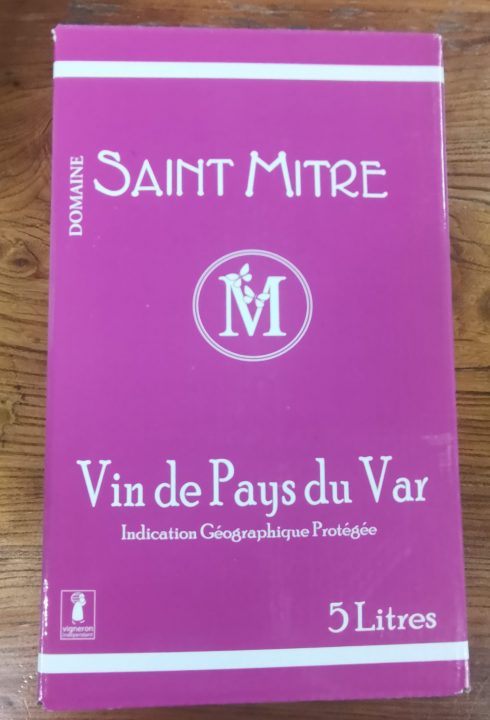 DOMAINE
SAINT MITRE
M
Vin de Pays du Var
Indication Géographique Protégée
vigneron
indépendant
5 Litres